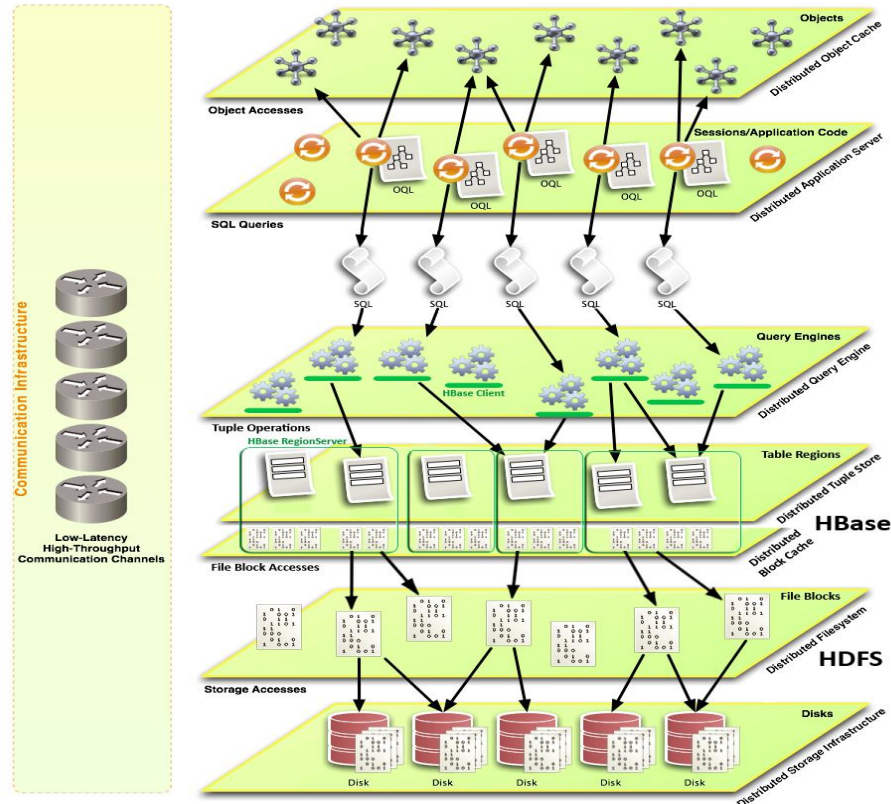 Objects
Distributed Object Cache
Object Accesses
Sessions/Application Code
OQL
OQL
OQL
OQL
OQL
Distributed Application Server
SQL Queries
SQL
SQL
SQL
SQL
SQL
Communication Infrastructure
Low-Latency
High-Throughput
Communication Channels
Query Engines
HBase Client
Distributed Query Engine
Tuple Operations
HBase RegionServer
Table Regions
Distributed Tuple Store
HBase
Distributed
Block Cache
File Block Accesses
File Blocks
Distributed Filesystem
HDFS
Storage Accesses
Disks
Disk
Disk
Disk
Disk
Disk
Distributed Storage Infrastructure